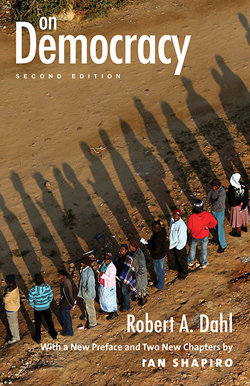 on
Democracy
SECOND EDITION
Robert A. Dahl
With a New Preface and Two New Chapters by
IAN SHAPIRO